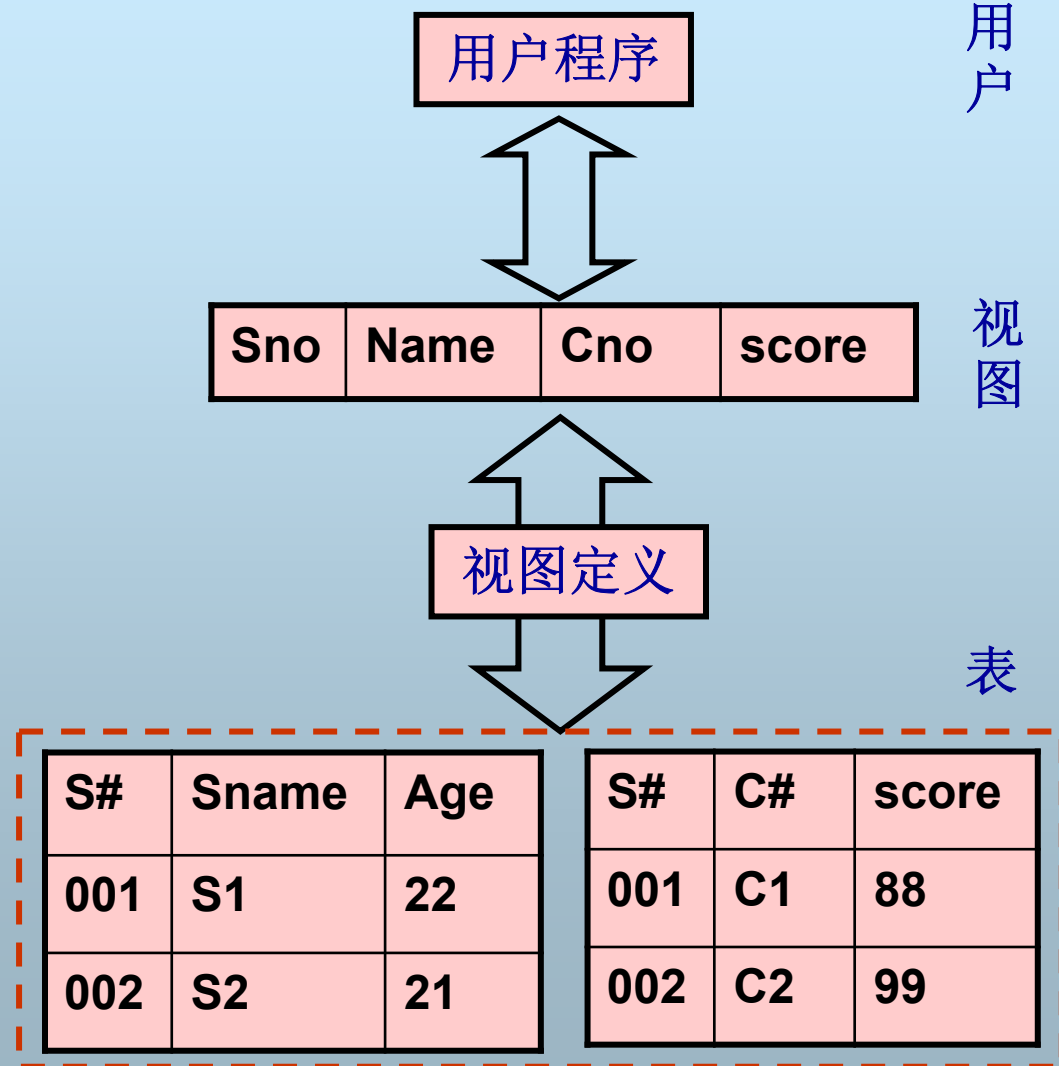 用户程序
用户
Sno Name Cno score
视图
视图定义
表
S# Sname Age
001 S1 22
002 S2 21
S# C# score
001 C1 88
002 C2 99